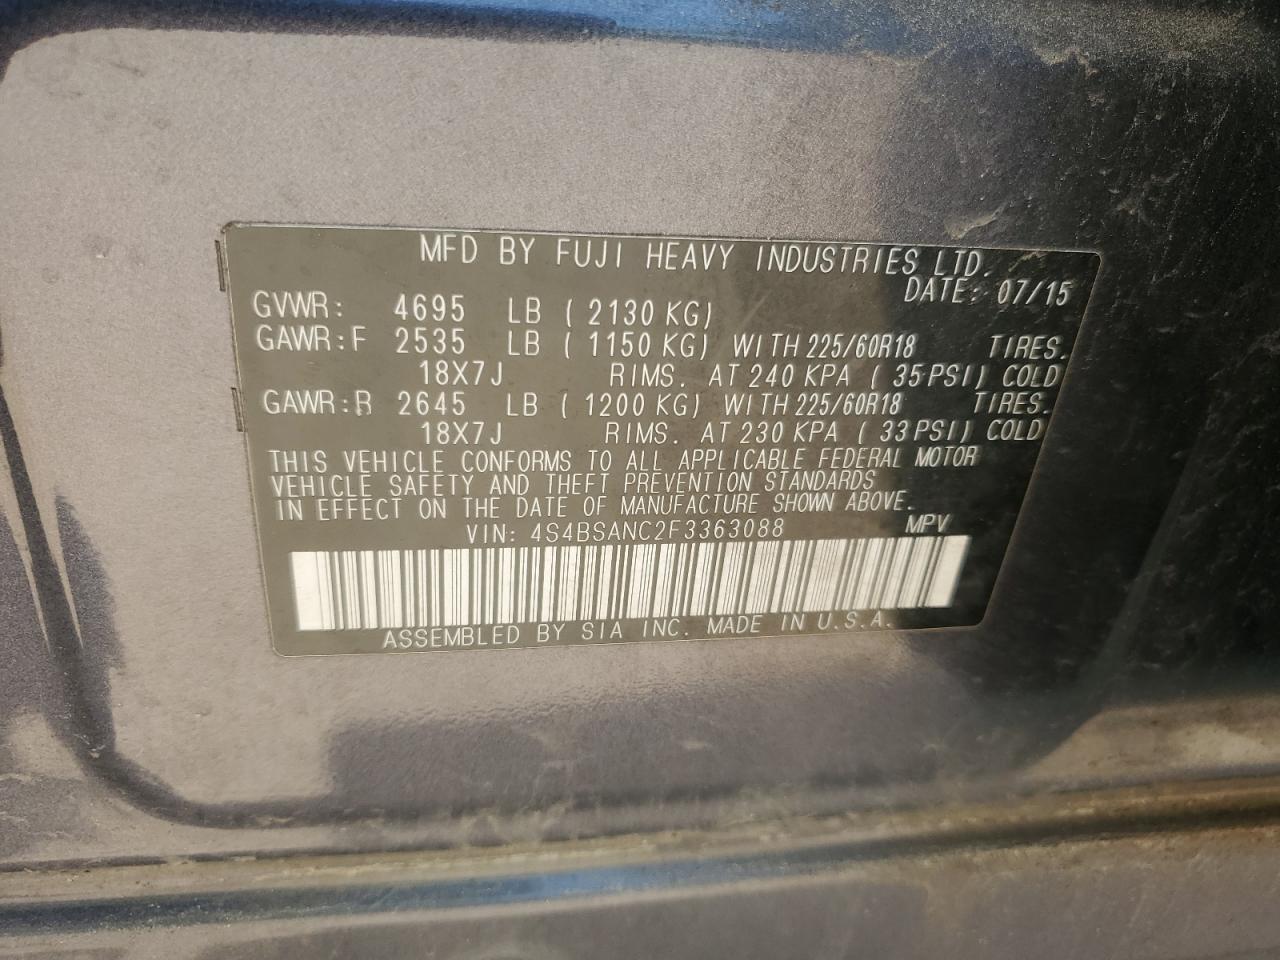 MFD BY FUJI HEAVY INDUSTRIES LTD.
DATE: 07/15
GVWR: 4695 LB ( 2130 KG)
GAWR:F 2535 LB ( 1150 KG) WITH 225/60R18 TIRES.
18X7J RIMS. AT 240 KPA ( 35 PSI) COLD
GAWR:R 2645 LB ( 1200 KG) WITH 225/60R18 TIRES.
18X7J RIMS. AT 230 KPA ( 33 PSI) COLD
THIS VEHICLE CONFORMS TO ALL APPLICABLE FEDERAL MOTOR
VEHICLE SAFETY AND THEFT PREVENTION STANDARDS
IN EFFECT ON THE DATE OF MANUFACTURE SHOWN ABOVE.
VIN: 4S4BSANC2F3363088 MPV
ASSEMBLED BY SIA INC. MADE IN U.S.A.